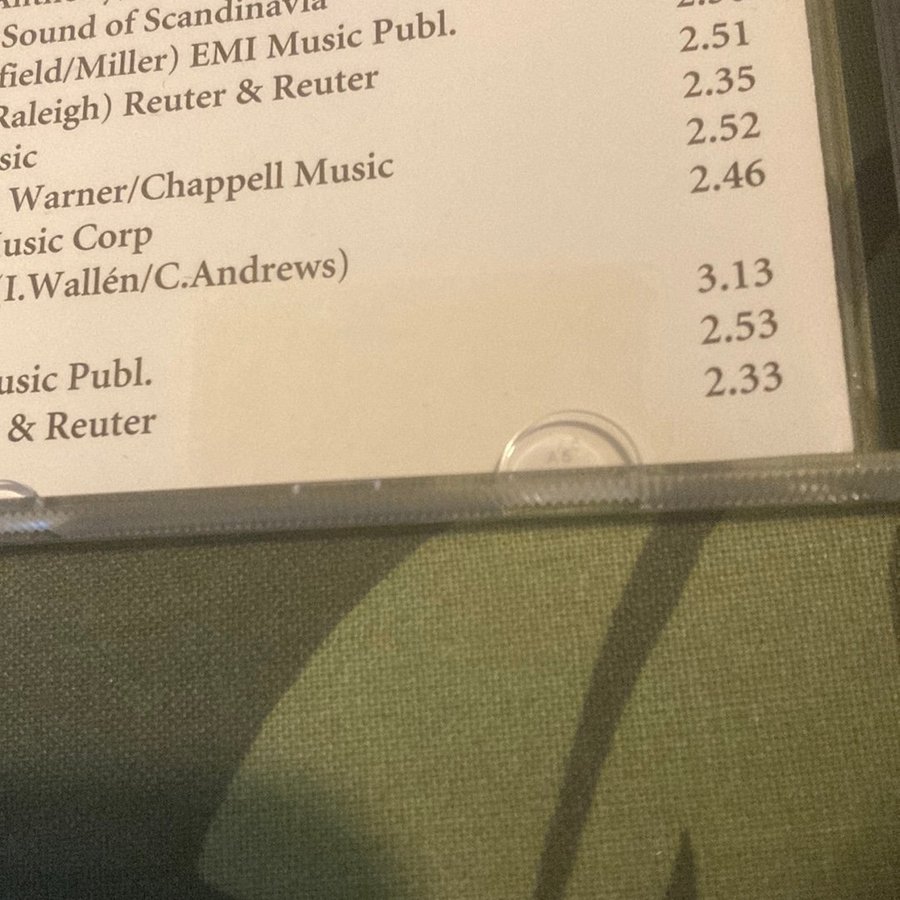 Sound of Scandinavia
field/Miller) EMI Music Publ. 2.51
Raleigh) Reuter & Reuter 2.35
sic 2.52
Warner/Chappell Music 2.46
Music Corp
(I.Wallén/C.Andrews) 3.13
usic Publ. 2.53
& Reuter 2.33